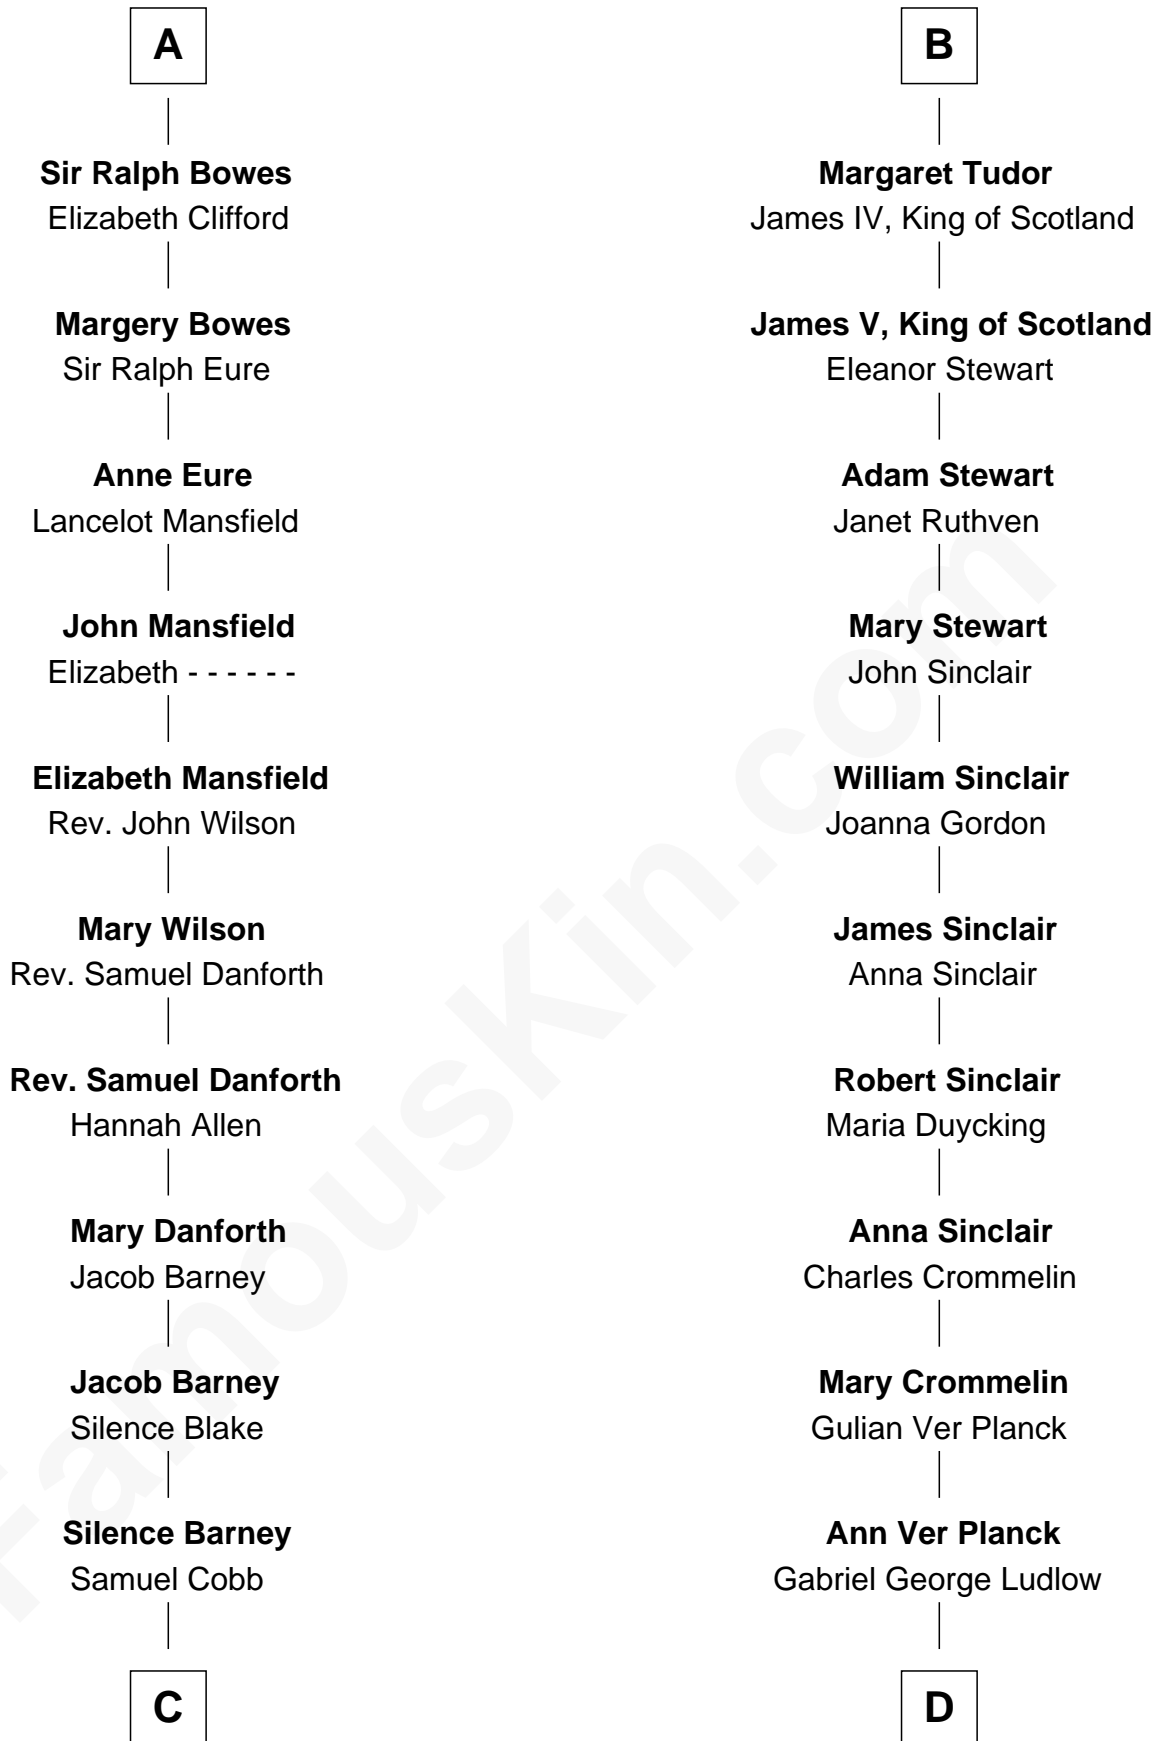 A
Sir Ralph Bowes
Elizabeth Clifford
Margery Bowes
Sir Ralph Eure
Anne Eure
Lancelot Mansfield
John Mansfield
Elizabeth - - - - - -
Elizabeth Mansfield
Rev. John Wilson
Mary Wilson
Rev. Samuel Danforth
Rev. Samuel Danforth
Hannah Allen
Mary Danforth
Jacob Barney
Jacob Barney
Silence Blake
Silence Barney
Samuel Cobb
C
B
Margaret Tudor
James IV, King of Scotland
James V, King of Scotland
Eleanor Stewart
Adam Stewart
Janet Ruthven
Mary Stewart
John Sinclair
William Sinclair
Joanna Gordon
James Sinclair
Anna Sinclair
Robert Sinclair
Maria Duycking
Anna Sinclair
Charles Crommelin
Mary Crommelin
Gulian Ver Planck
Ann Ver Planck
Gabriel George Ludlow
D
FamousKin.com